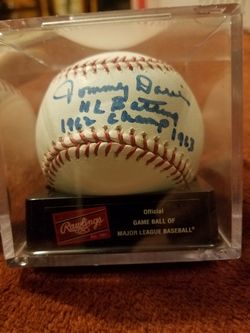 Tommy Davis
NL Batting
1962 Champ 1963
Rawlings
Official
GAME BALL OF
MAJOR LEAGUE BASEBALL®